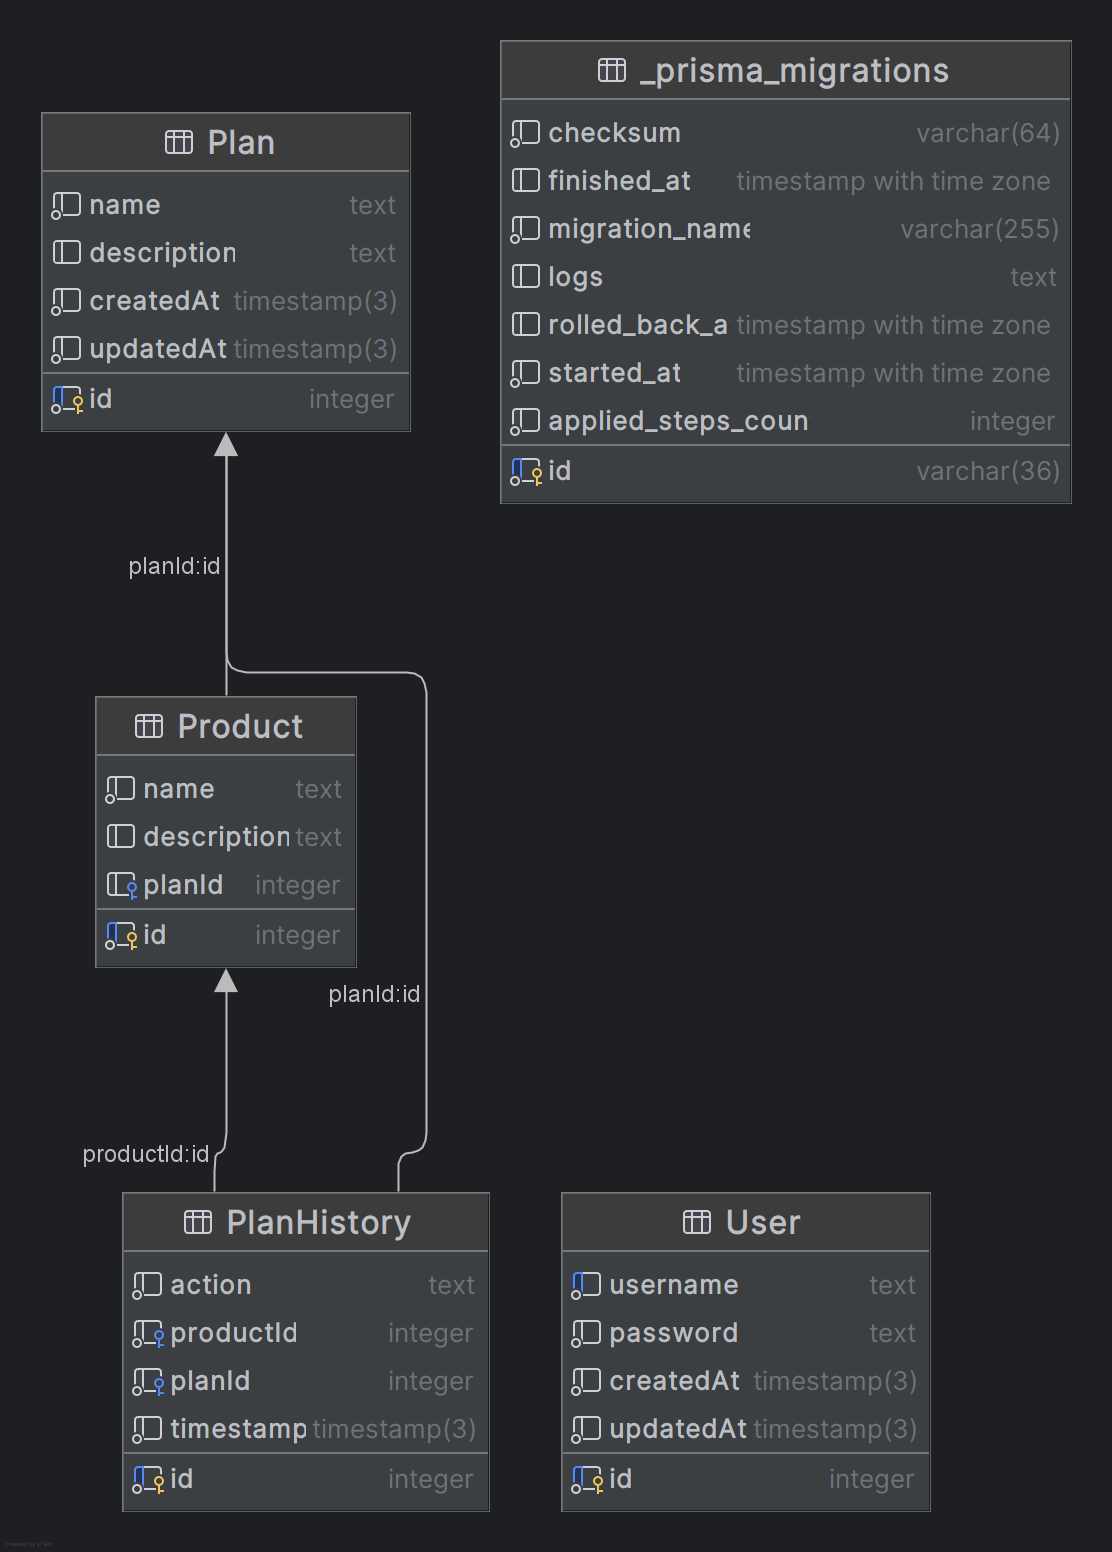 _prisma_migrations
checksum varchar(64)
finished_at timestamp with time zone
migration_name varchar(255)
logs text
rolled_back_a timestamp with time zone
started_at timestamp with time zone
applied_steps_coun integer
id varchar(36)
Plan
name text
description text
createdAt timestamp(3)
updatedAt timestamp(3)
id integer
planId:id
Product
name text
description text
planId integer
id integer
planId:id
productId:id
PlanHistory
action text
productId integer
planId integer
timestamp timestamp(3)
id integer
User
username text
password text
createdAt timestamp(3)
updatedAt timestamp(3)
id integer
Powered by yFiles